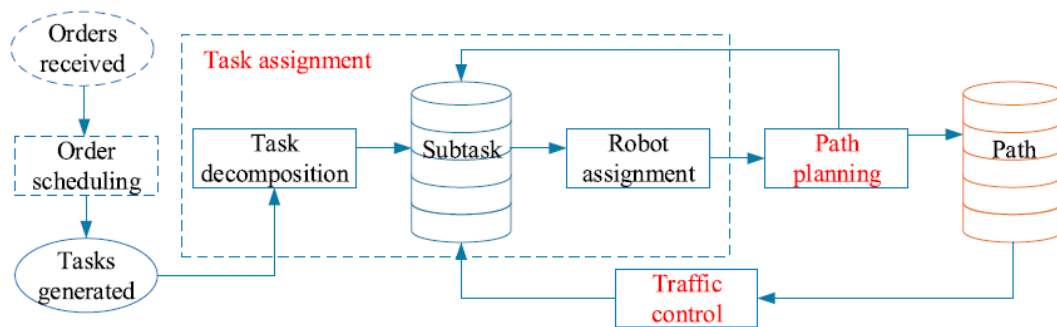 Orders
received
Order
scheduling
Tasks
generated
Task assignment
Task
decomposition
Subtask
Robot
assignment
Path
planning
Path
Traffic
control